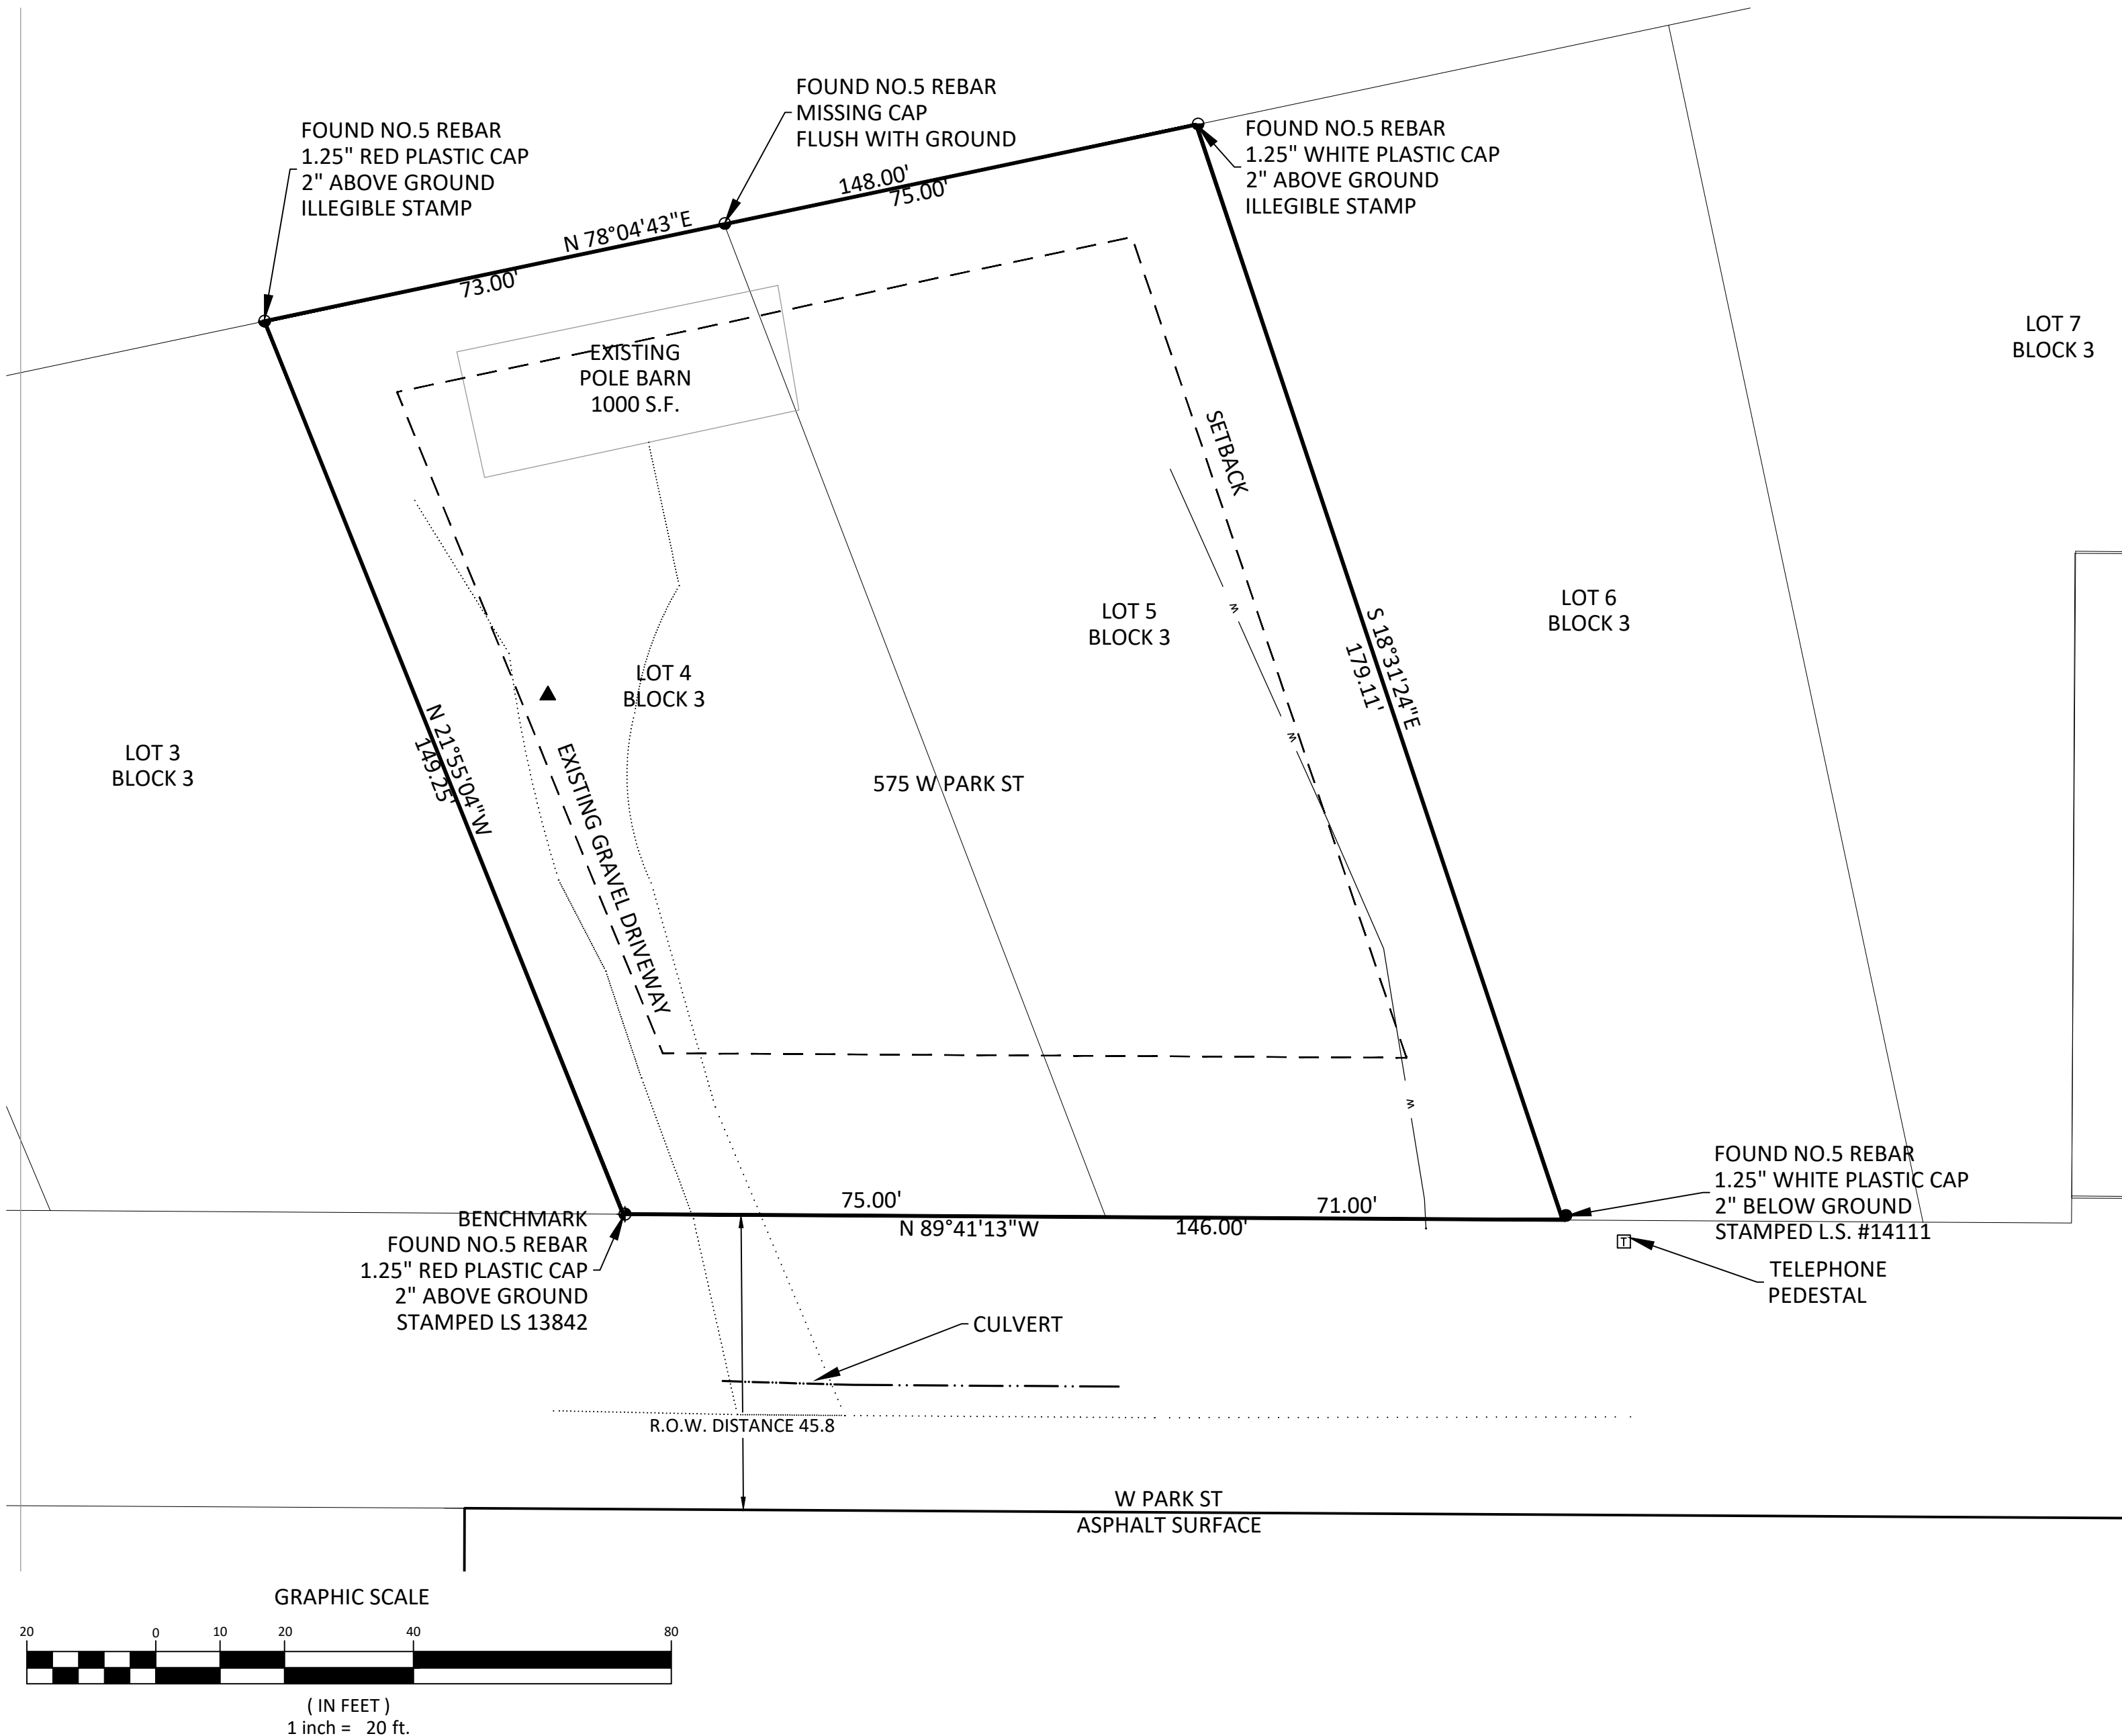 FOUND NO.5 REBAR
MISSING CAP
FLUSH WITH GROUND
FOUND NO.5 REBAR
1.25" RED PLASTIC CAP
2" ABOVE GROUND
ILLEGIBLE STAMP
FOUND NO.5 REBAR
1.25" WHITE PLASTIC CAP
2" ABOVE GROUND
ILLEGIBLE STAMP
148.00'
75.00'
N 78°04'43"E
73.00'
LOT 7
BLOCK 3
EXISTING
POLE BARN
1000 S.F.
SETBACK
LOT 5
BLOCK 3
LOT 6
BLOCK 3
W
S 18°31'24"E
179.11'
LOT 4
BLOCK 3
N 21°55'04"W
149.25'
LOT 3
BLOCK 3
W
EXISTING GRAVEL DRIVEWAY
575 W PARK ST
W
75.00'
71.00'
N 89°41'13"W
146.00'
FOUND NO.5 REBAR
1.25" WHITE PLASTIC CAP
2" BELOW GROUND
STAMPED L.S. #14111
BENCHMARK
FOUND NO.5 REBAR
1.25" RED PLASTIC CAP
2" ABOVE GROUND
STAMPED LS 13842
T
TELEPHONE
PEDESTAL
CULVERT
R.O.W. DISTANCE 45.8
W PARK ST
ASPHALT SURFACE
GRAPHIC SCALE
20 0 10 20 40 80
( IN FEET )
1 inch = 20 ft.